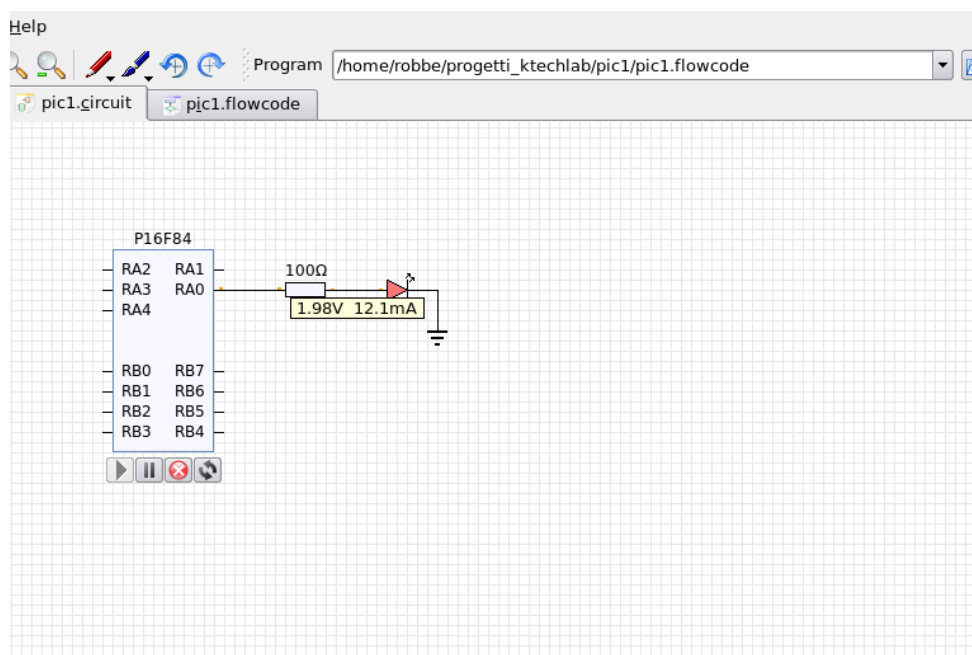 Help
Program /home/robbe/progetti_ktechlab/pic1/pic1.flowcode
pic1.circuit pic1.flowcode
P16F84
RA2 RA1
RA3 RA0
RA4
100Ω
1.98V 12.1mA
RB0 RB7
RB1 RB6
RB2 RB5
RB3 RB4